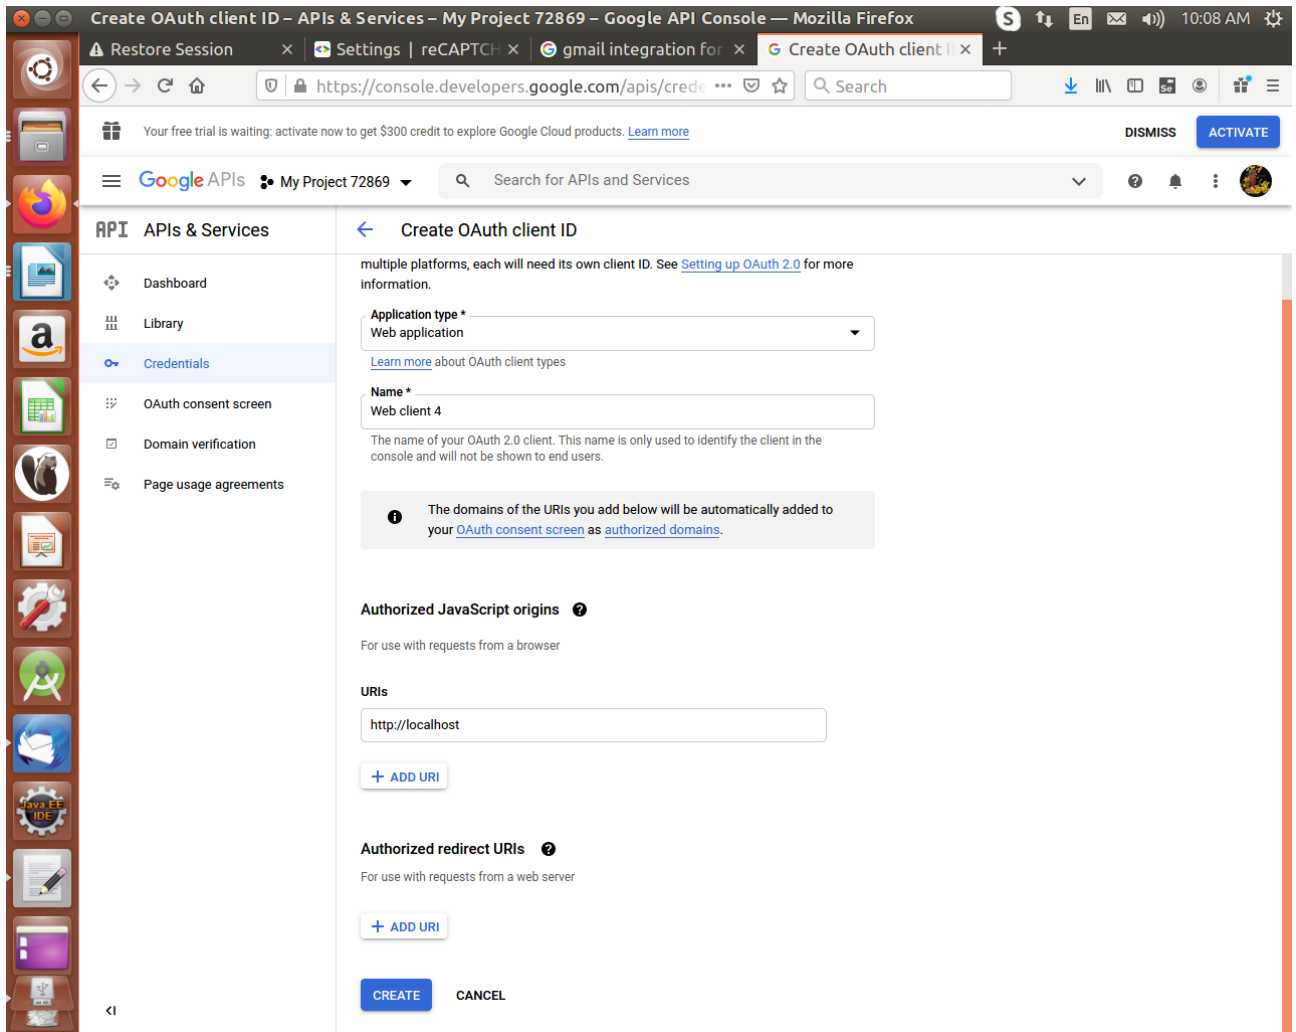 Create OAuth client ID – APIs & Services – My Project 72869 – Google API Console — Mozilla Firefox
S
En
10:08 AM
Restore Session
Settings | reCAPTCH
gmail integration for
Create OAuth client I
https://console.developers.google.com/apis/crede
Search
Se
Your free trial is waiting: activate now to get $300 credit to explore Google Cloud products. Learn more
DISMISS
ACTIVATE
Google APIs
My Project 72869
Search for APIs and Services
API APIs & Services
Create OAuth client ID
Dashboard
Library
Credentials
OAuth consent screen
Domain verification
Page usage agreements
multiple platforms, each will need its own client ID. See Setting up OAuth 2.0 for more
information.
Application type *
Web application
Learn more about OAuth client types
Name *
Web client 4
The name of your OAuth 2.0 client. This name is only used to identify the client in the
console and will not be shown to end users.
The domains of the URIs you add below will be automatically added to
your OAuth consent screen as authorized domains.
Authorized JavaScript origins
For use with requests from a browser
URIs
http://localhost
+ ADD URI
Authorized redirect URIs
For use with requests from a web server
+ ADD URI
CREATE
CANCEL
a
Java EE
IDE